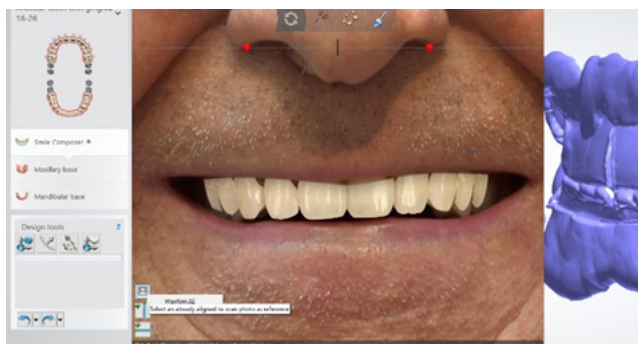 16-26
Smile Composer
Maxillary base
Mandibular base
Design tools
?
Select an already aligned to scan photo as reference